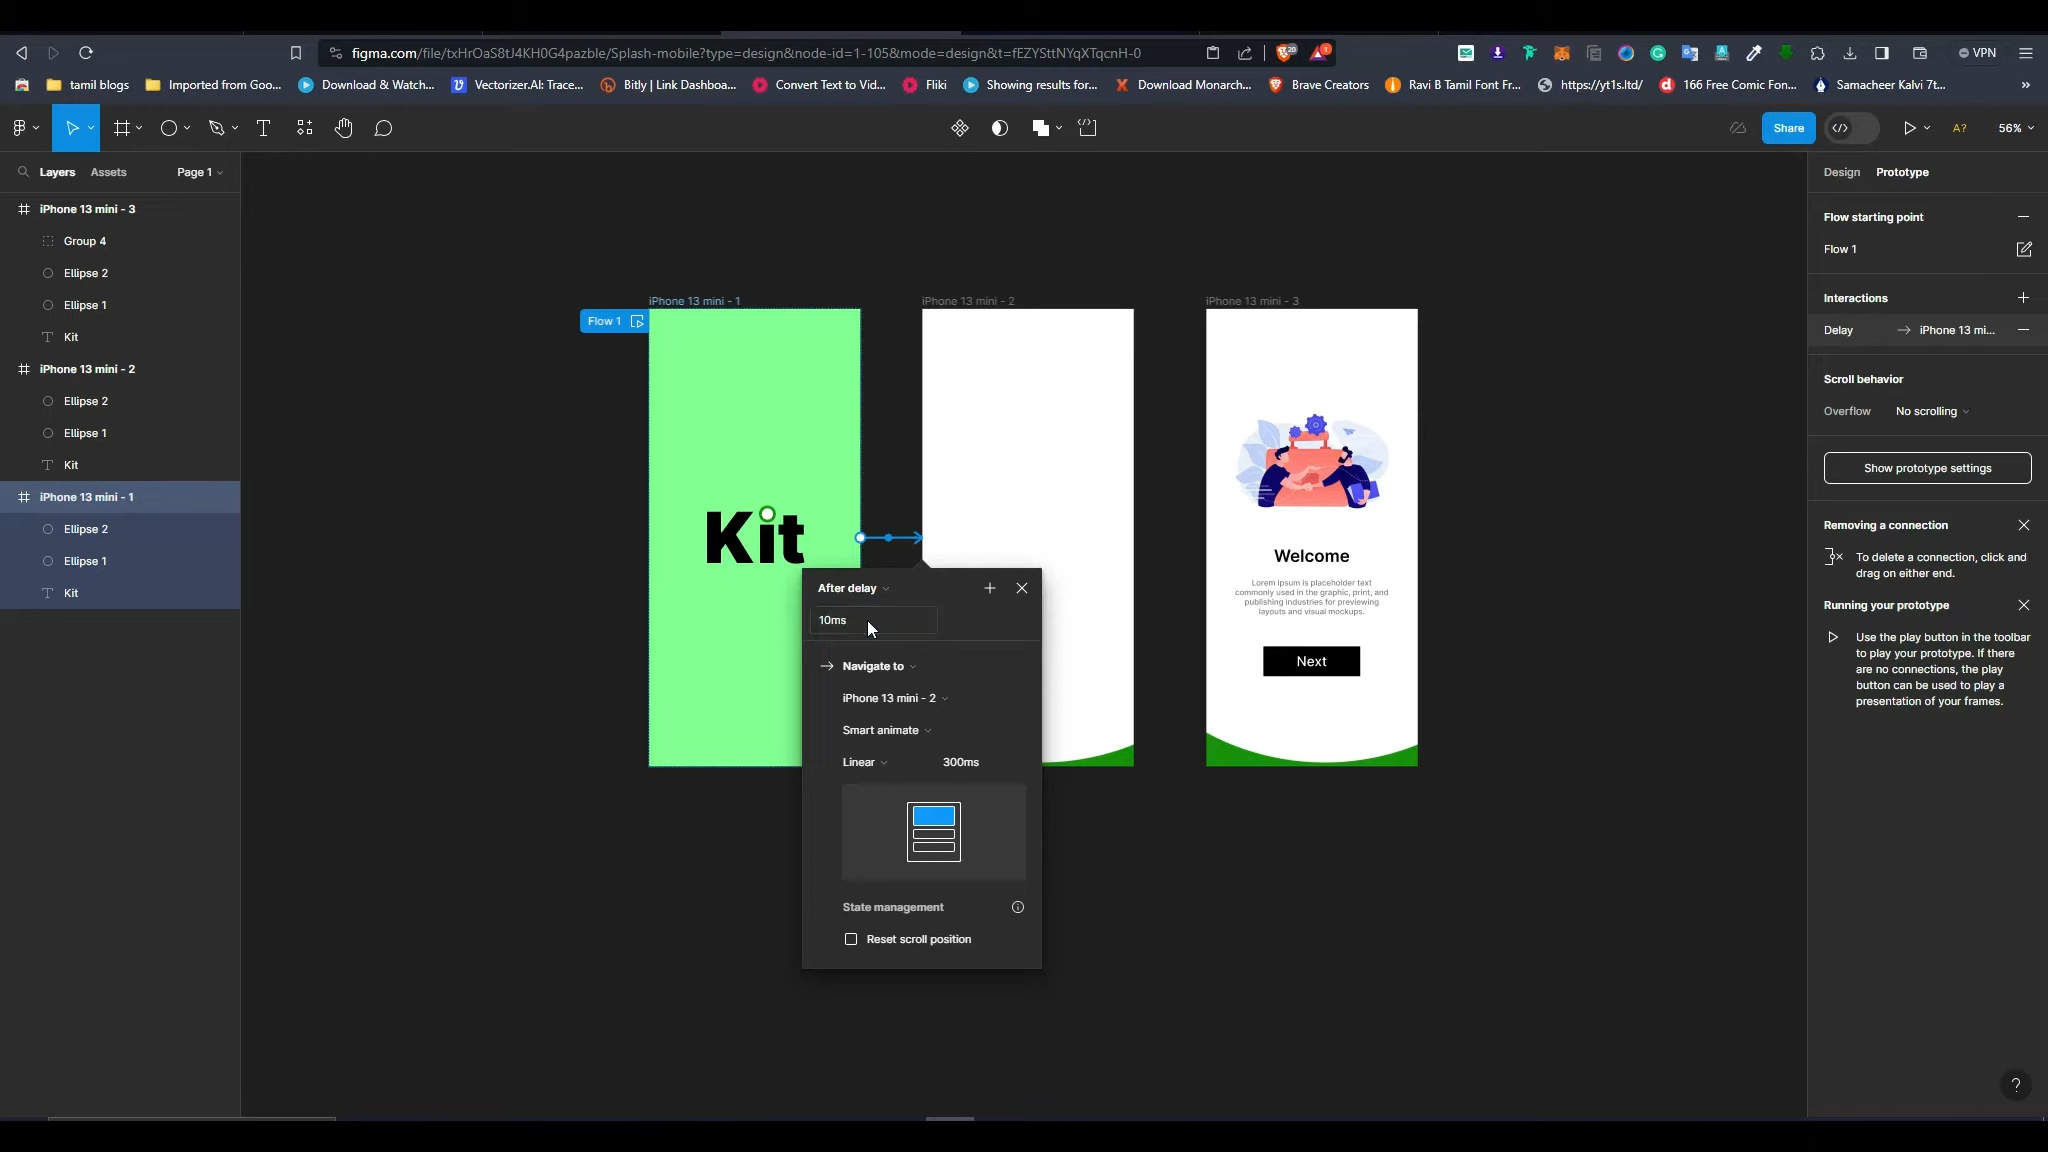 figma.com/file/txHrOaS8tJ4KH0G4pazble/Splash-mobile?type=design&node-id=1-105&mode=design&t=fEZYSttNYqXTqcnH-0
20
1
VPN
tamil blogs
Imported from Goo...
Download & Watch...
Vectorizer.AI: Trace...
Bitly | Link Dashboa...
Convert Text to Vid...
Fliki
Showing results for...
Download Monarch...
Brave Creators
Ravi B Tamil Font Fr...
https://yt1s.ltd/
166 Free Comic Fon...
Samacheer Kalvi 7t...
Share
A?
56%
Layers
Assets
Page 1
iPhone 13 mini - 3
Group 4
Ellipse 2
Ellipse 1
Kit
iPhone 13 mini - 2
Ellipse 2
Ellipse 1
Kit
iPhone 13 mini - 1
Ellipse 2
Ellipse 1
Kit
iPhone 13 mini - 1
Flow 1
Kit
iPhone 13 mini - 2
iPhone 13 mini - 3
Welcome
Lorem ipsum is placeholder text
commonly used in the graphic, print, and
publishing industries for previewing
layouts and visual mockups.
Next
After delay
10ms
Navigate to
iPhone 13 mini - 2
Smart animate
Linear
300ms
State management
Reset scroll position
Design
Prototype
Flow starting point
Flow 1
Interactions
Delay
iPhone 13 mi...
Scroll behavior
Overflow
No scrolling
Show prototype settings
Removing a connection
To delete a connection, click and
drag on either end.
Running your prototype
Use the play button in the toolbar
to play your prototype. If there
are no connections, the play
button can be used to play a
presentation of your frames.
?